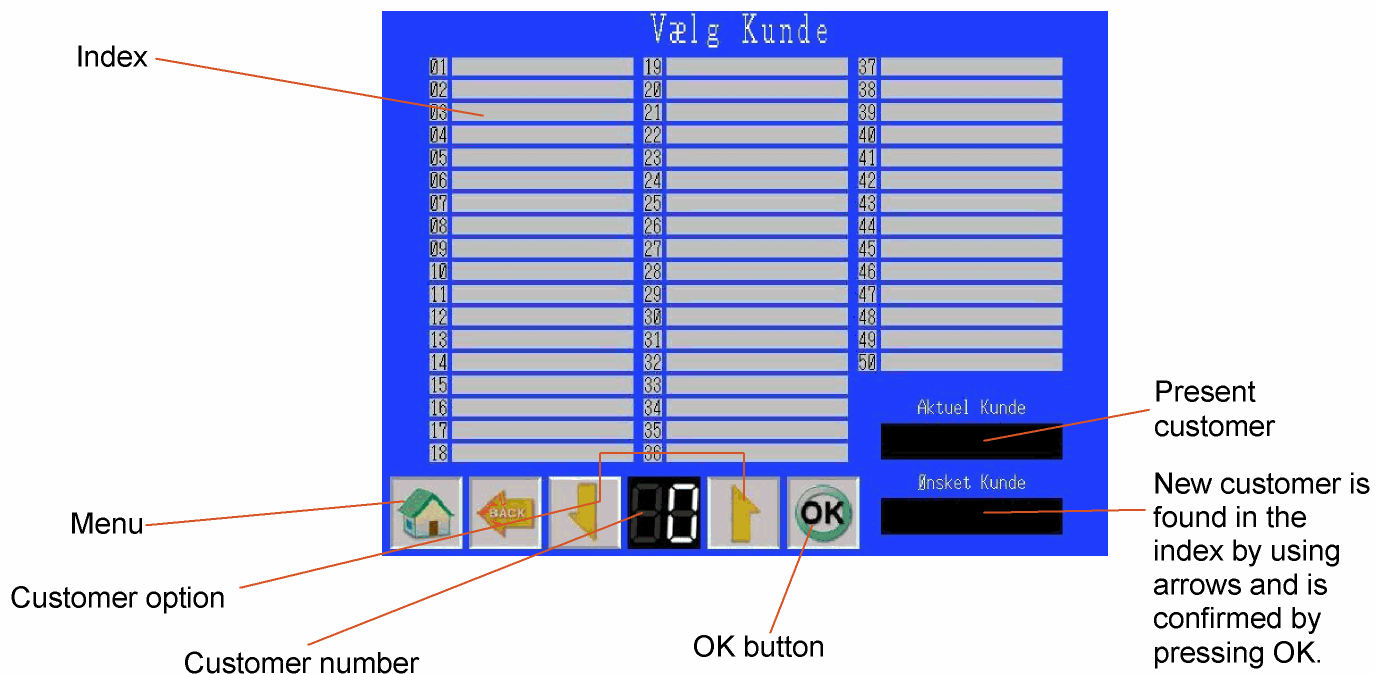 Vælg Kunde
Index
01 19 37
02 20 38
03 21 39
04 22 40
05 23 41
06 24 42
07 25 43
08 26 44
09 27 45
10 28 46
11 29 47
12 30 48
13 31 49
14 32 50
15 33
16 34
17 35
18 36
Aktuel Kunde
Present
customer
Ønsket Kunde
BACK
0
OK
New customer is
found in the
index by using
arrows and is
confirmed by
pressing OK.
Menu
Customer option
Customer number
OK button